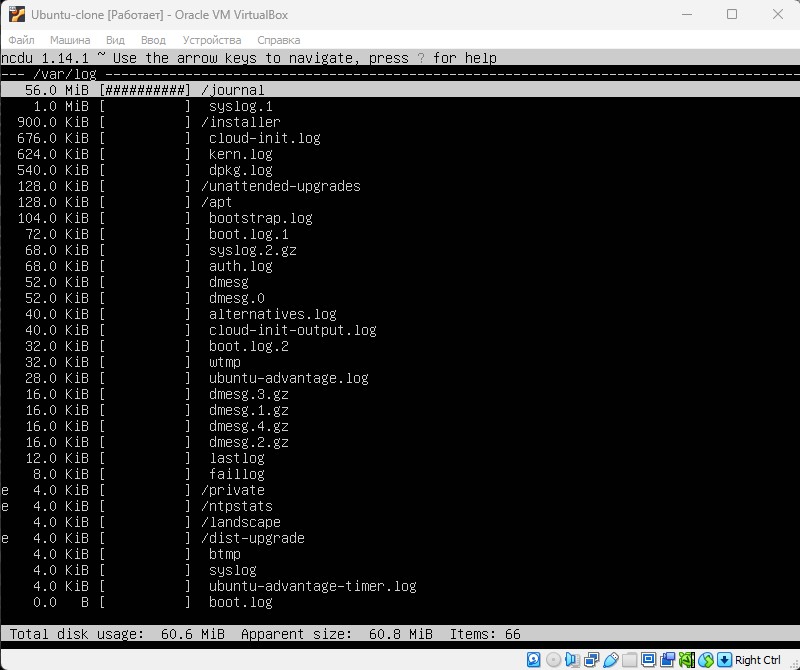 Ubuntu-clone [Работает] - Oracle VM VirtualBox
Файл Машина Вид Ввод Устройства Справка
ncdu 1.14.1 ~ Use the arrow keys to navigate, press ? for help
--- /var/log ---------------------------------------------------------------------------------------
   56.0 MiB [##########] /journal
    1.0 MiB [          ]  syslog.1
  900.0 KiB [          ] /installer
  676.0 KiB [          ]  cloud-init.log
  624.0 KiB [          ]  kern.log
  540.0 KiB [          ]  dpkg.log
  128.0 KiB [          ] /unattended-upgrades
  128.0 KiB [          ] /apt
  104.0 KiB [          ]  bootstrap.log
   72.0 KiB [          ]  boot.log.1
   68.0 KiB [          ]  syslog.2.gz
   68.0 KiB [          ]  auth.log
   52.0 KiB [          ]  dmesg
   52.0 KiB [          ]  dmesg.0
   40.0 KiB [          ]  alternatives.log
   40.0 KiB [          ]  cloud-init-output.log
   32.0 KiB [          ]  boot.log.2
   32.0 KiB [          ]  wtmp
   28.0 KiB [          ]  ubuntu-advantage.log
   16.0 KiB [          ]  dmesg.3.gz
   16.0 KiB [          ]  dmesg.1.gz
   16.0 KiB [          ]  dmesg.4.gz
   16.0 KiB [          ]  dmesg.2.gz
   12.0 KiB [          ]  lastlog
    8.0 KiB [          ]  faillog
e   4.0 KiB [          ] /private
e   4.0 KiB [          ] /ntpstats
    4.0 KiB [          ] /landscape
e   4.0 KiB [          ] /dist-upgrade
    4.0 KiB [          ]  btmp
    4.0 KiB [          ]  syslog
    4.0 KiB [          ]  ubuntu-advantage-timer.log
    0.0   B [          ]  boot.log
Total disk usage:  60.6 MiB  Apparent size:  60.8 MiB  Items: 66
Right Ctrl